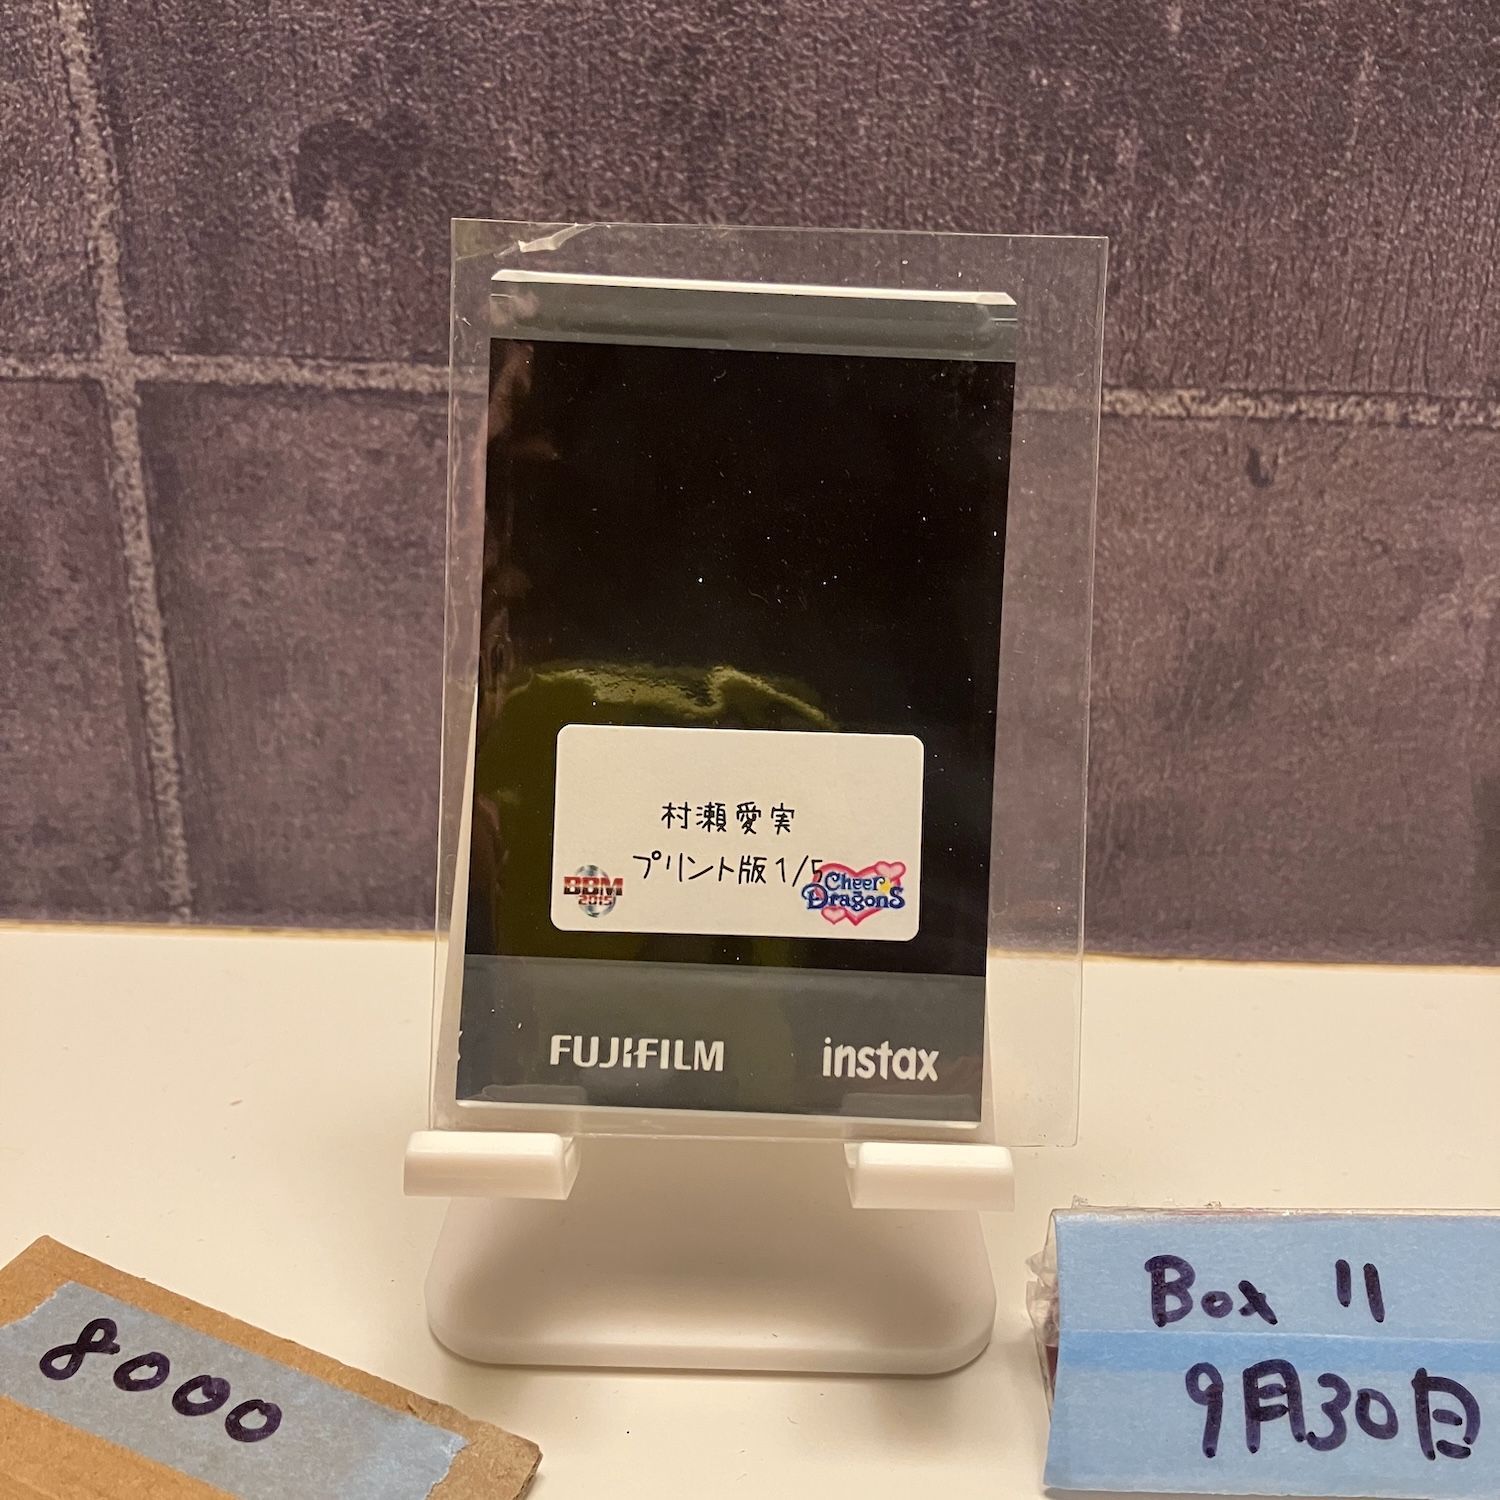 村瀬愛実
プリント版1/5
BBM
2015
Cheer
Dragons
FUJIFILM
instax
8000
Box 11
9月30日